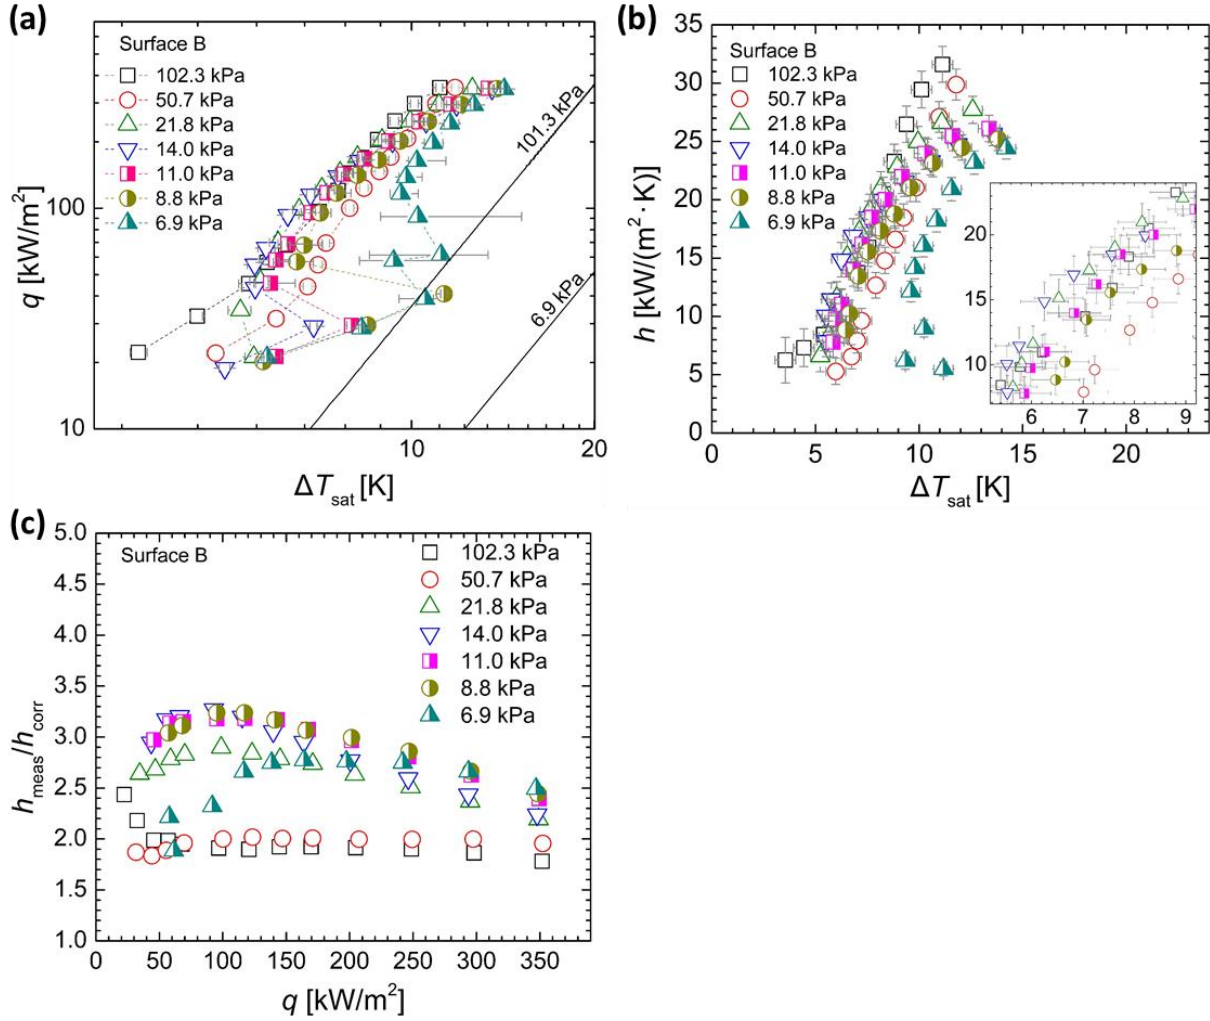 (a)
Surface B
102.3 kPa
50.7 kPa
21.8 kPa
14.0 kPa
11.0 kPa
8.8 kPa
6.9 kPa
101.3 kPa
6.9 kPa
q [kW/m²]
100
10
10
20
ΔT_sat [K]
(b)
Surface B
102.3 kPa
50.7 kPa
21.8 kPa
14.0 kPa
11.0 kPa
8.8 kPa
6.9 kPa
h [kW/(m²·K)]
35
30
25
20
15
10
5
0
20
15
10
6 7 8 9
0 5 10 15 20
ΔT_sat [K]
(c)
Surface B
102.3 kPa
50.7 kPa
21.8 kPa
14.0 kPa
11.0 kPa
8.8 kPa
6.9 kPa
h_meas/h_corr
5.0
4.5
4.0
3.5
3.0
2.5
2.0
1.5
1.0
0 50 100 150 200 250 300 350
q [kW/m²]